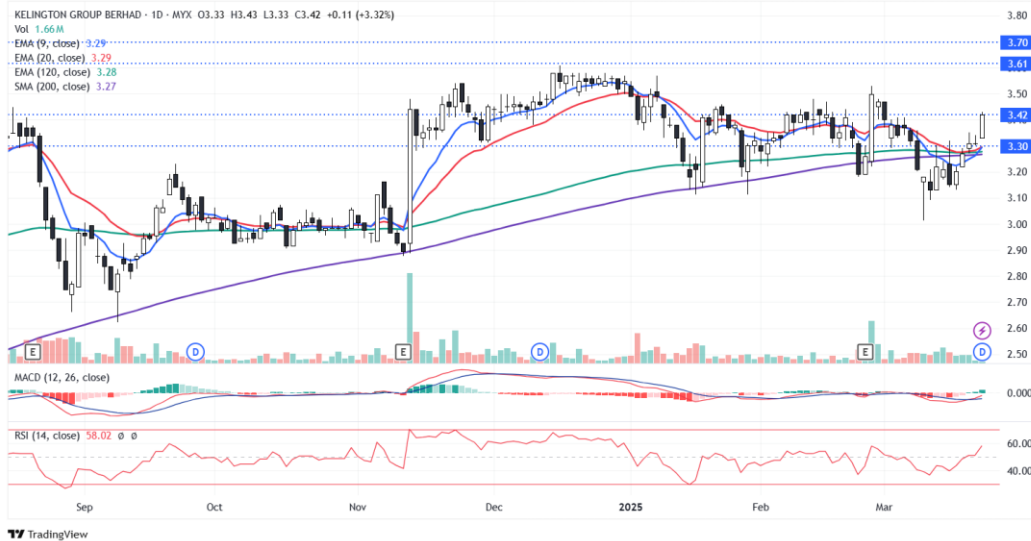 KELINGTON GROUP BERHAD · 1D · MYX O3.33 H3.43 L3.33 C3.42 +0.11 (+3.32%)
Vol 1.66M
EMA (9, close) 3.29
EMA (20, close) 3.29
EMA (120, close) 3.28
SMA (200, close) 3.27
3.80
3.70
3.61
3.50
3.42
3.30
3.20
3.10
3.00
2.90
2.80
2.70
2.60
2.50
E D E D E D
MACD (12, 26, close)
0.000
RSI (14, close) 58.02 ø ø
60.00
40.00
Sep Oct Nov Dec 2025 Feb Mar
TradingView